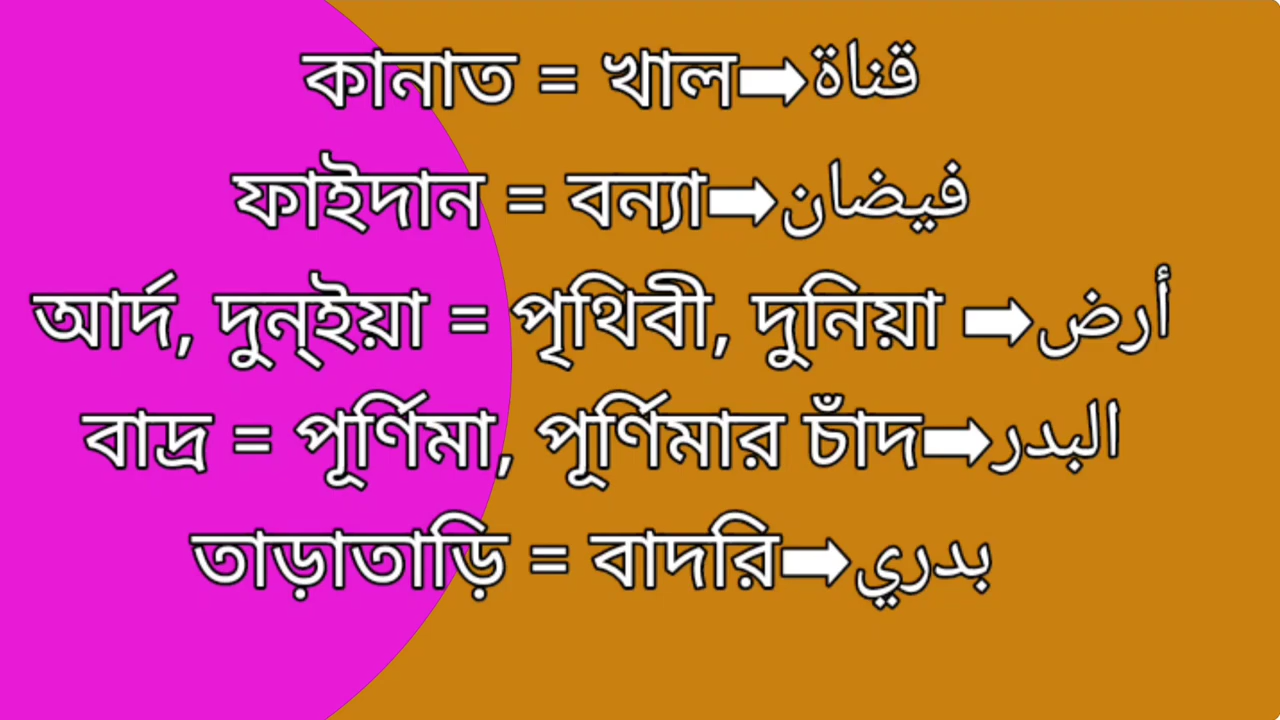 কানাত = খাল➡قناة
ফাইদান = বন্যা➡فيضان
আর্দ, দুন্ইয়া = পৃথিবী, দুনিয়া ➡أرض
বাদ্র = পূর্ণিমা, পূর্ণিমার চাঁদ➡البدر
তাড়াতাড়ি = বাদরি➡بدري